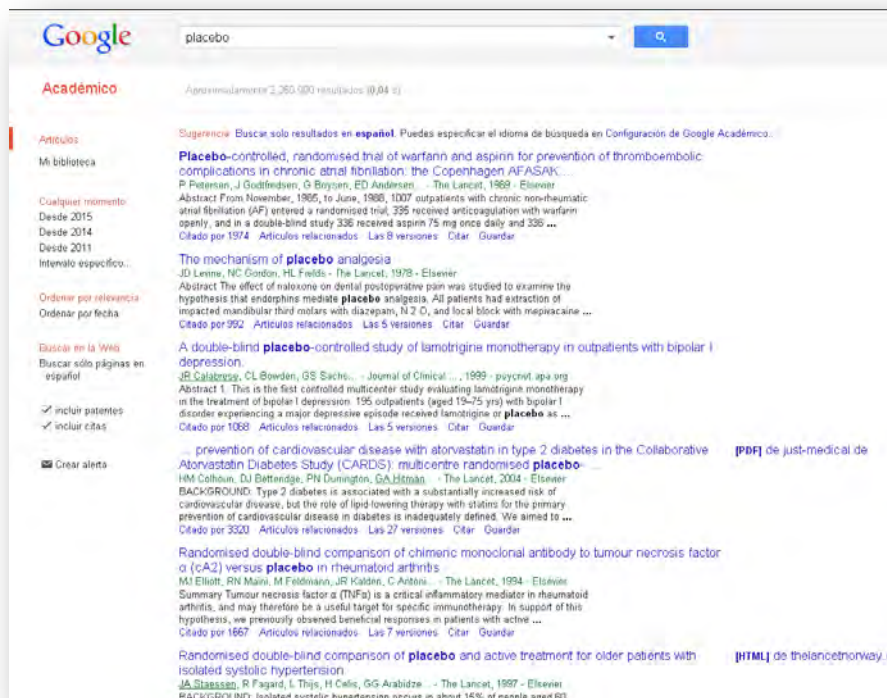 Google
placebo
Académico
Aproximadamente 2.260.000 resultados (0,04 s)
Artículos
Mi biblioteca
Cualquier momento
Desde 2015
Desde 2014
Desde 2011
Intervalo específico...
Ordenar por relevancia
Ordenar por fecha
Buscar en la Web
Buscar sólo páginas en
español
incluir patentes
incluir citas
Crear alerta
Sugerencia: Buscar solo resultados en español. Puedes especificar el idioma de búsqueda en Configuración de Google Académico..
Placebo-controlled, randomised trial of warfarin and aspirin for prevention of thromboembolic
complications in chronic atrial fibrillation: the Copenhagen AFASAK ...
P Petersen, J Godtfredsen, G Boysen, ED Andersen... - The Lancet, 1989 - Elsevier
Abstract From November, 1985, to June, 1988, 1007 outpatients with chronic non-rheumatic
atrial fibrillation (AF) entered a randomised trial; 335 received anticoagulation with warfarin
openly, and in a double-blind study 336 received aspirin 75 mg once daily and 336 ...
Citado por 1974 Artículos relacionados Las 8 versiones Citar Guardar
The mechanism of placebo analgesia
JD Levine, NC Gordon, HL Fields - The Lancet, 1978 - Elsevier
Abstract The effect of naloxone on dental postoperative pain was studied to examine the
hypothesis that endorphins mediate placebo analgesia. All patients had extraction of
impacted mandibular third molars with diazepam, N 2 O, and local block with mepivacaine ...
Citado por 992 Artículos relacionados Las 5 versiones Citar Guardar
A double-blind placebo-controlled study of lamotrigine monotherapy in outpatients with bipolar I
depression.
JR Calabrese, CL Bowden, GS Sachs... - Journal of Clinical ..., 1999 - psycnet.apa.org
Abstract 1. This is the first controlled multicenter study evaluating lamotrigine monotherapy
in the treatment of bipolar I depression. 195 outpatients (aged 19–75 yrs) with bipolar I
disorder experiencing a major depressive episode received lamotrigine or placebo as ...
Citado por 1068 Artículos relacionados Las 5 versiones Citar Guardar
... prevention of cardiovascular disease with atorvastatin in type 2 diabetes in the Collaborative
Atorvastatin Diabetes Study (CARDS): multicentre randomised placebo- ...
HM Colhoun, DJ Betteridge, PN Durrington, GA Hitman... - The Lancet, 2004 - Elsevier
BACKGROUND: Type 2 diabetes is associated with a substantially increased risk of
cardiovascular disease, but the role of lipid-lowering therapy with statins for the primary
prevention of cardiovascular disease in diabetes is inadequately defined. We aimed to ...
Citado por 3320 Artículos relacionados Las 27 versiones Citar Guardar
[PDF] de just-medical.de
Randomised double-blind comparison of chimeric monoclonal antibody to tumour necrosis factor
α (cA2) versus placebo in rheumatoid arthritis
MJ Elliott, RN Maini, M Feldmann, JR Kalden, C Antoni... - The Lancet, 1994 - Elsevier
Summary Tumour necrosis factor α (TNFα) is a critical inflammatory mediator in rheumatoid
arthritis, and may therefore be a useful target for specific immunotherapy. In support of this
hypothesis, we previously observed beneficial responses in patients with active ...
Citado por 1667 Artículos relacionados Las 7 versiones Citar Guardar
Randomised double-blind comparison of placebo and active treatment for older patients with
isolated systolic hypertension
JA Staessen, R Fagard, L Thijs, H Celis, GG Arabidze... - The Lancet, 1997 - Elsevier
BACKGROUND: Isolated systolic hypertension occurs in about 15% of people aged 60
[HTML] de thelancetnorway.